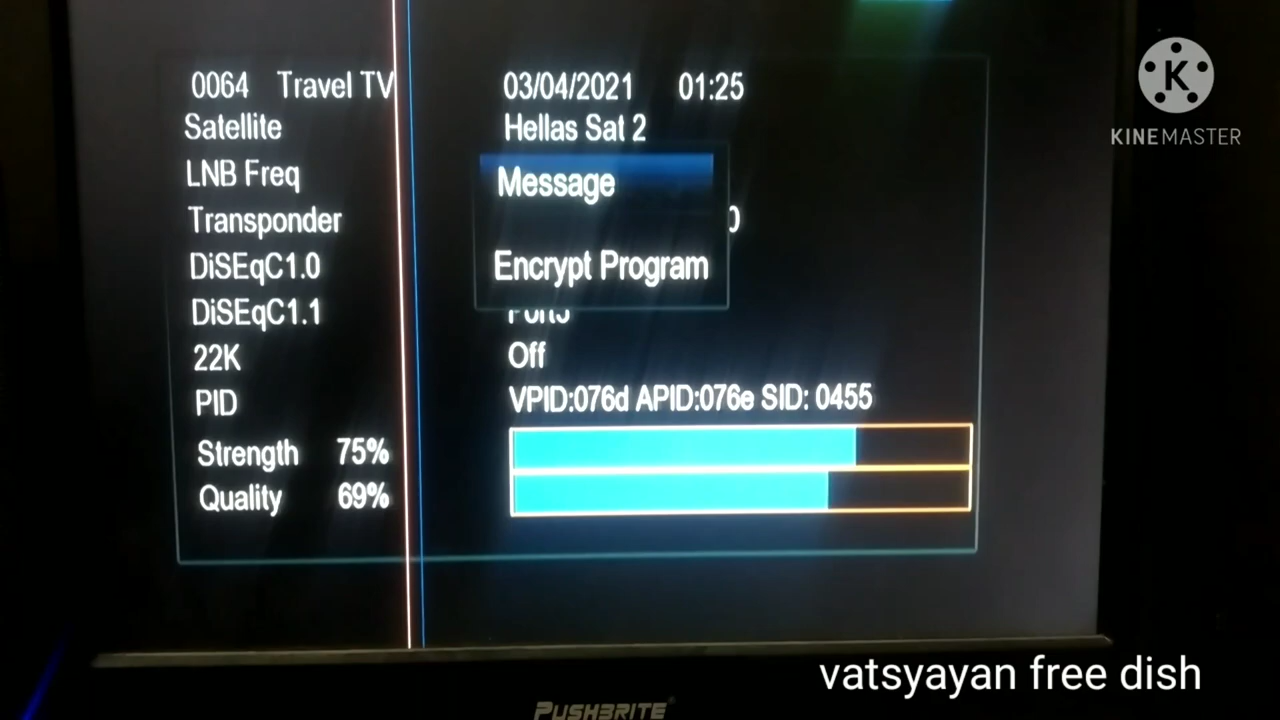 0064 Travel TV 03/04/2021 01:25
Satellite Hellas Sat 2
LNB Freq
Message
Transponder 0
DiSEqC1.0 Encrypt Program
DiSEqC1.1
22K Off
PID VPID:076d APID:076e SID: 0455
Strength 75%
Quality 69%
KINEMASTER
vatsyayan free dish
PUSHBRITE